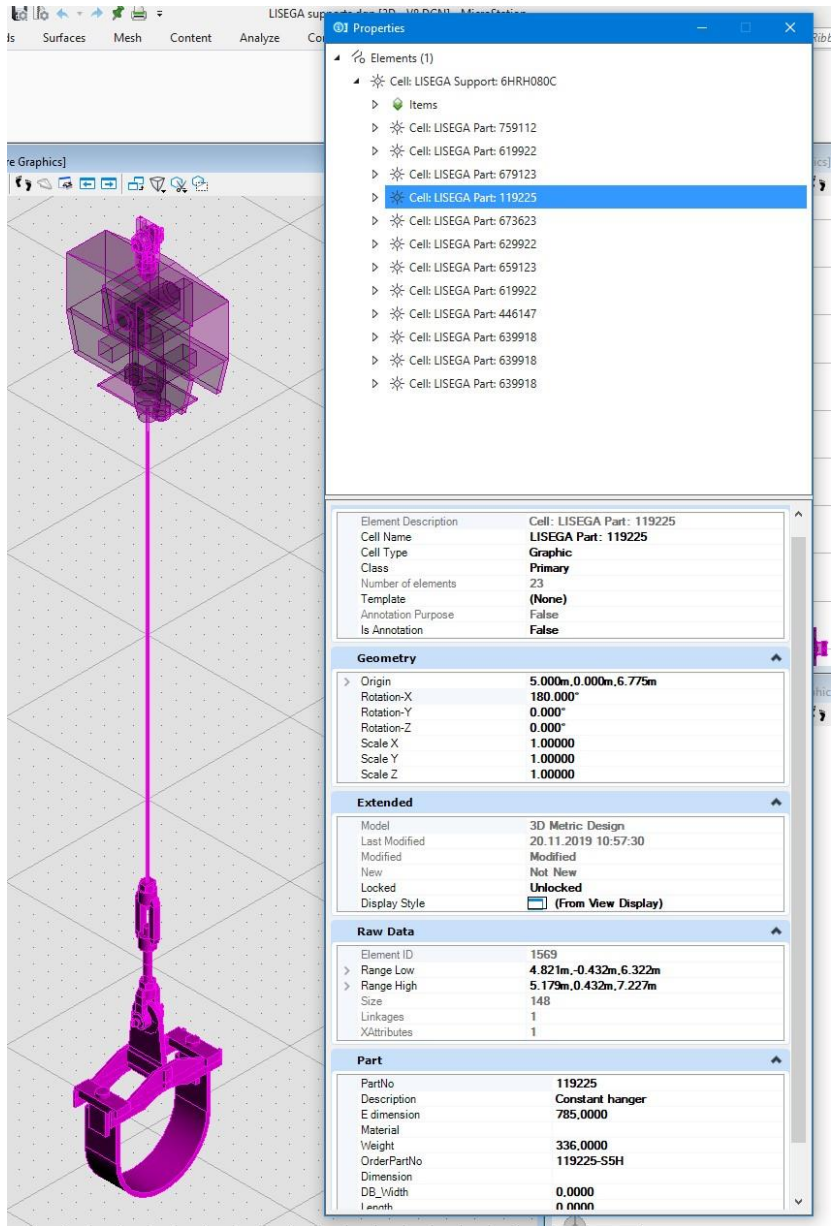 LISEGA supports.dgn [3D - V8 DGN] - MicroStation
Surfaces Mesh Content Analyze
Properties
Elements (1)
Cell: LISEGA Support: 6HRH080C
Items
Cell: LISEGA Part: 759112
Cell: LISEGA Part: 619922
Cell: LISEGA Part: 679123
Cell: LISEGA Part: 119225
Cell: LISEGA Part: 673623
Cell: LISEGA Part: 629922
Cell: LISEGA Part: 659123
Cell: LISEGA Part: 619922
Cell: LISEGA Part: 446147
Cell: LISEGA Part: 639918
Cell: LISEGA Part: 639918
Cell: LISEGA Part: 639918
Graphics]
Element Description Cell: LISEGA Part: 119225
Cell Name LISEGA Part: 119225
Cell Type Graphic
Class Primary
Number of elements 23
Template (None)
Annotation Purpose False
Is Annotation False
Geometry
Origin 5.000m,0.000m,6.775m
Rotation-X 180.000°
Rotation-Y 0.000°
Rotation-Z 0.000°
Scale X 1.00000
Scale Y 1.00000
Scale Z 1.00000
Extended
Model 3D Metric Design
Last Modified 20.11.2019 10:57:30
Modified Modified
New Not New
Locked Unlocked
Display Style (From View Display)
Raw Data
Element ID 1569
Range Low 4.821m,-0.432m,6.322m
Range High 5.179m,0.432m,7.227m
Size 148
Linkages 1
XAttributes 1
Part
PartNo 119225
Description Constant hanger
E dimension 785,0000
Material
Weight 336,0000
OrderPartNo 119225-S5H
Dimension
DB_Width 0,0000
Length 0,0000